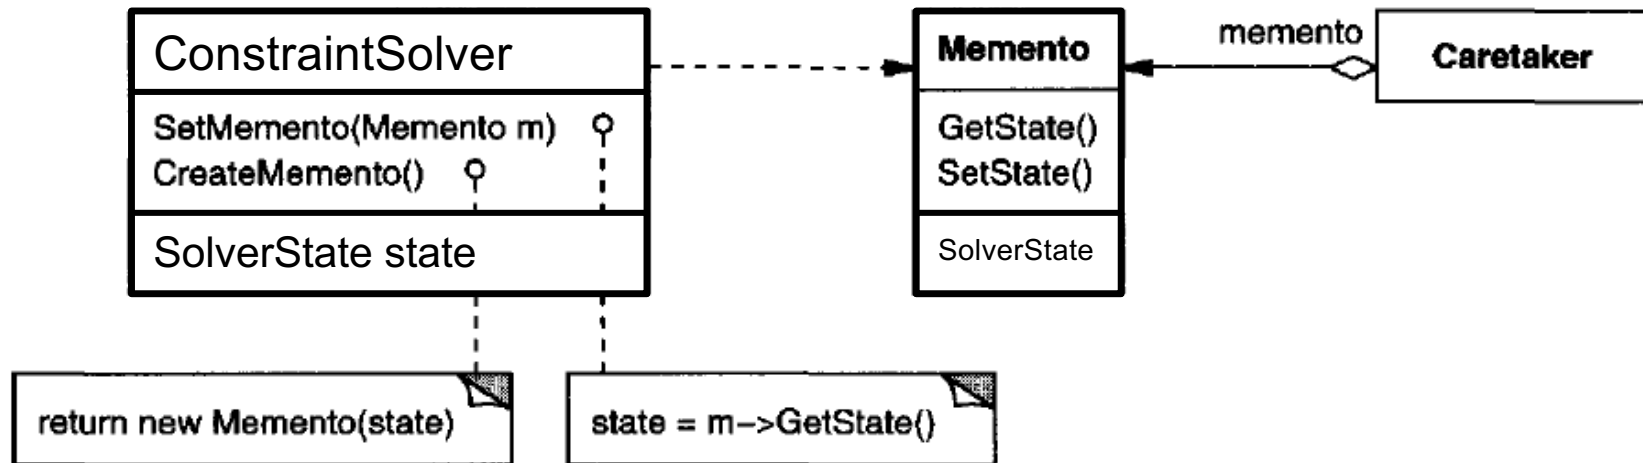 ConstraintSolver
SetMemento(Memento m)
CreateMemento()
SolverState state
return new Memento(state)
state = m–>GetState()
Memento
GetState()
SetState()
SolverState
memento
Caretaker